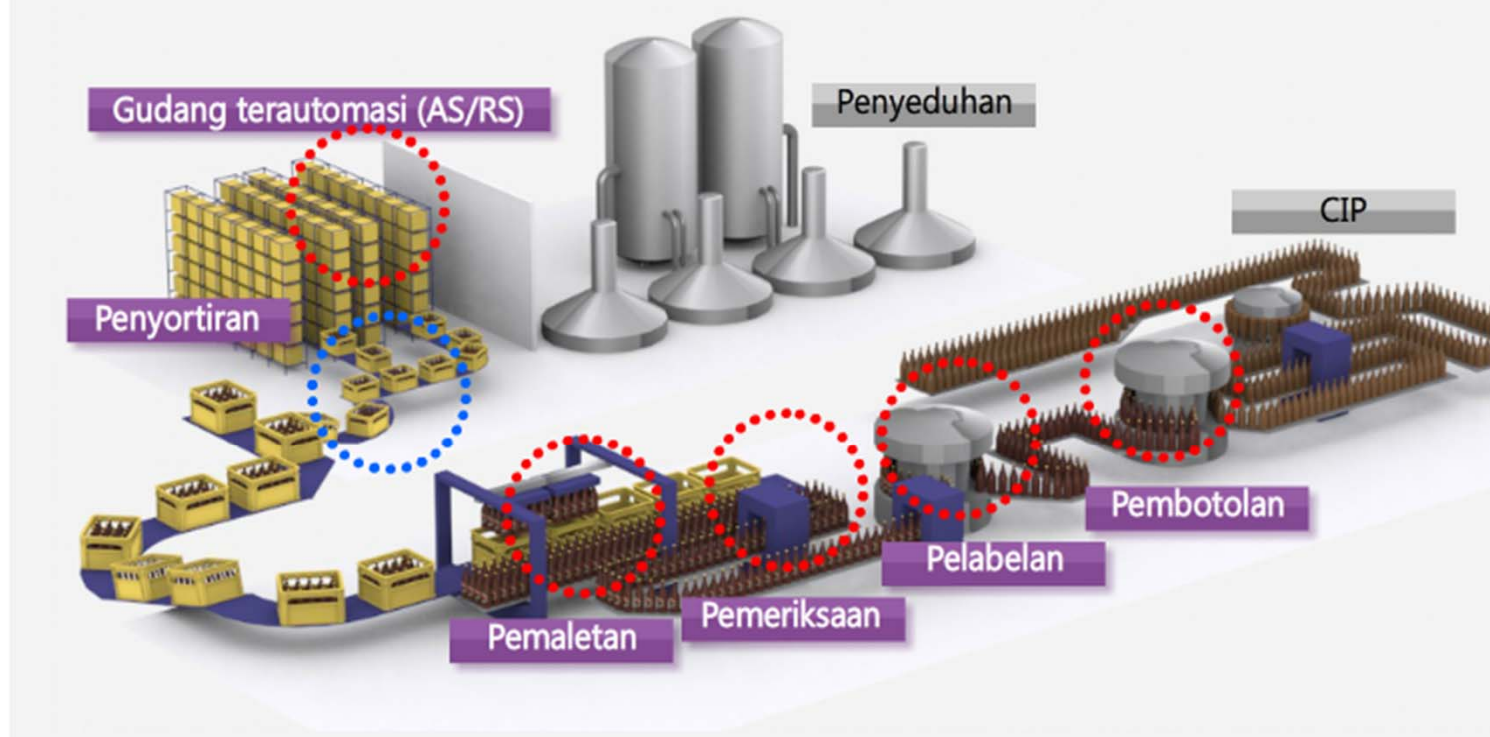 Gudang terautomasi (AS/RS)
Penyeduhan
CIP
Penyortiran
Pembotolan
Pelabelan
Pemeriksaan
Pemaletan